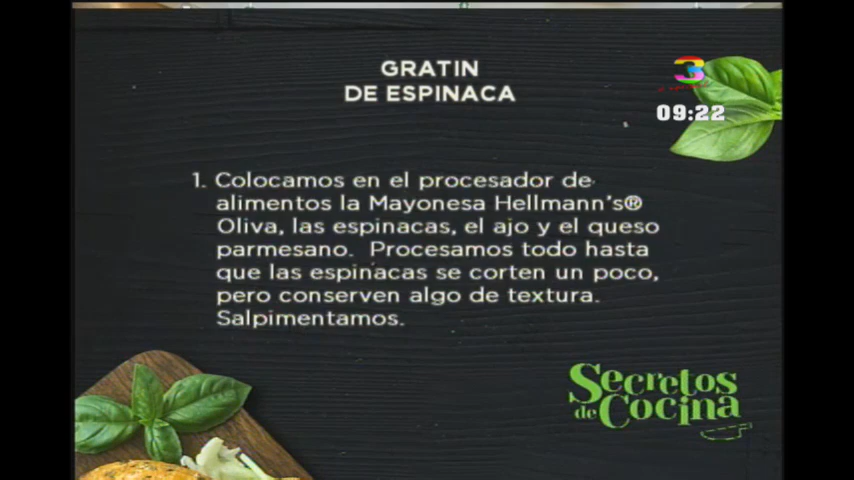 GRATIN
DE ESPINACA
3
09:22
1. Colocamos en el procesador de
alimentos la Mayonesa Hellmann's®
Oliva, las espinacas, el ajo y el queso
parmesano. Procesamos todo hasta
que las espinacas se corten un poco,
pero conserven algo de textura.
Salpimentamos.
Secretos
de Cocina